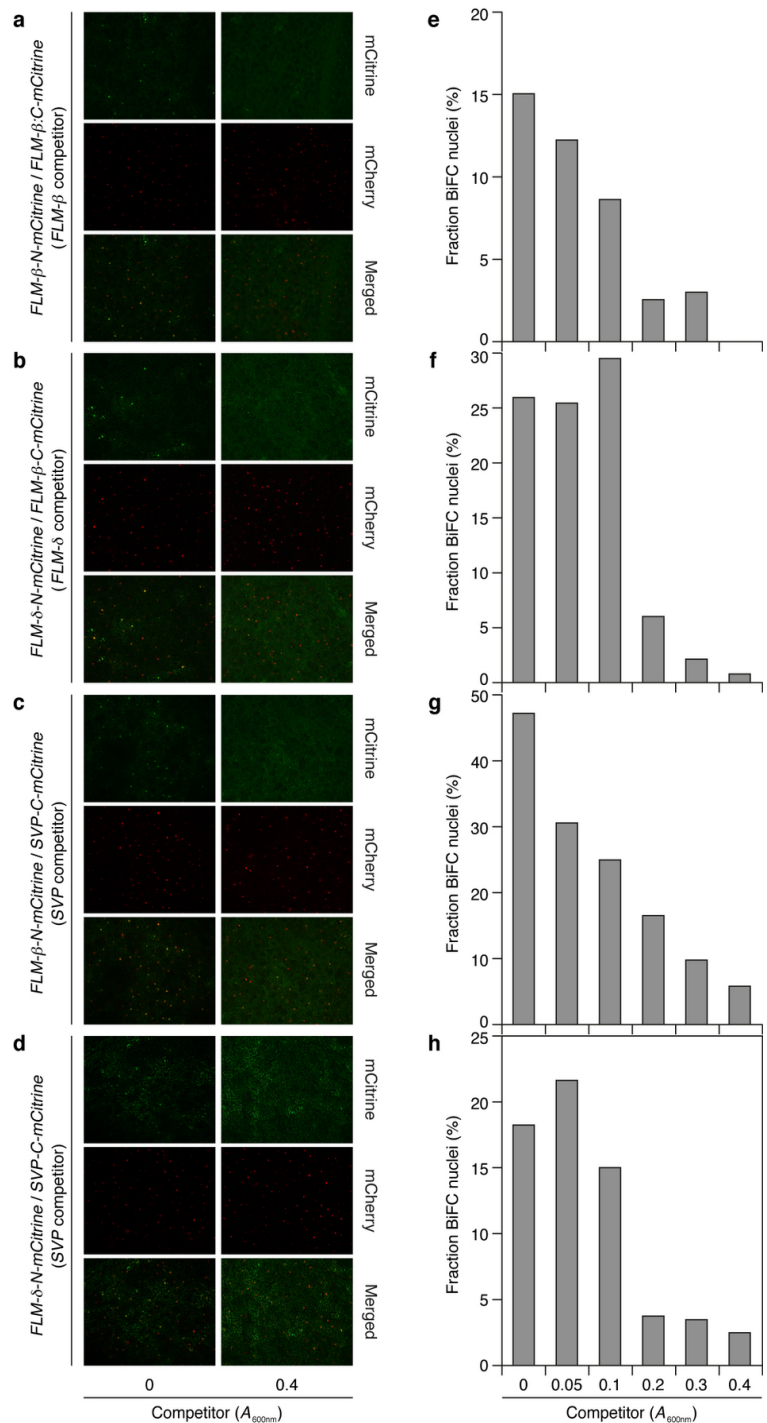 a
FLM-β-N-mCitrine / FLM-β:C-mCitrine
(FLM-β competitor)
mCitrine
mCherry
Merged
b
FLM-δ-N-mCitrine / FLM-β-C-mCitrine
(FLM-δ competitor)
mCitrine
mCherry
Merged
c
FLM-β-N-mCitrine / SVP-C-mCitrine
(SVP competitor)
mCitrine
mCherry
Merged
d
FLM-δ-N-mCitrine / SVP-C-mCitrine
(SVP competitor)
mCitrine
mCherry
Merged
0 0.4
Competitor (A600nm)
e
Fraction BiFC nuclei (%)
20
15
10
5
0
f
Fraction BiFC nuclei (%)
30
25
20
15
10
5
0
g
Fraction BiFC nuclei (%)
50
40
30
20
10
0
h
Fraction BiFC nuclei (%)
25
20
15
10
5
0
0 0.05 0.1 0.2 0.3 0.4
Competitor (A600nm)